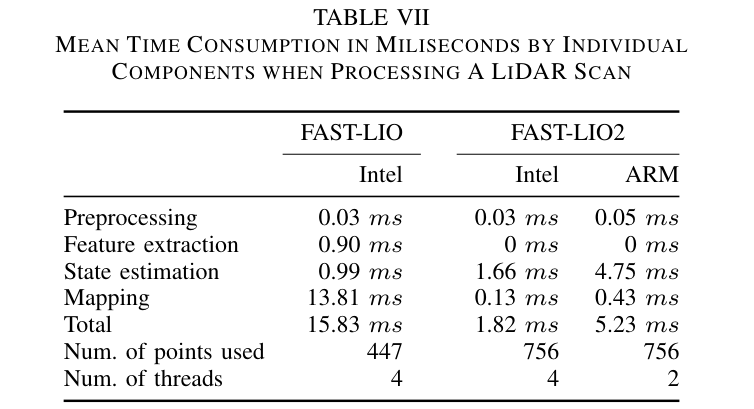 TABLE VII
MEAN TIME CONSUMPTION IN MILISECONDS BY INDIVIDUAL
COMPONENTS WHEN PROCESSING A LIDAR SCAN
FAST-LIO FAST-LIO2
Intel Intel ARM
Preprocessing 0.03 ms 0.03 ms 0.05 ms
Feature extraction 0.90 ms 0 ms 0 ms
State estimation 0.99 ms 1.66 ms 4.75 ms
Mapping 13.81 ms 0.13 ms 0.43 ms
Total 15.83 ms 1.82 ms 5.23 ms
Num. of points used 447 756 756
Num. of threads 4 4 2